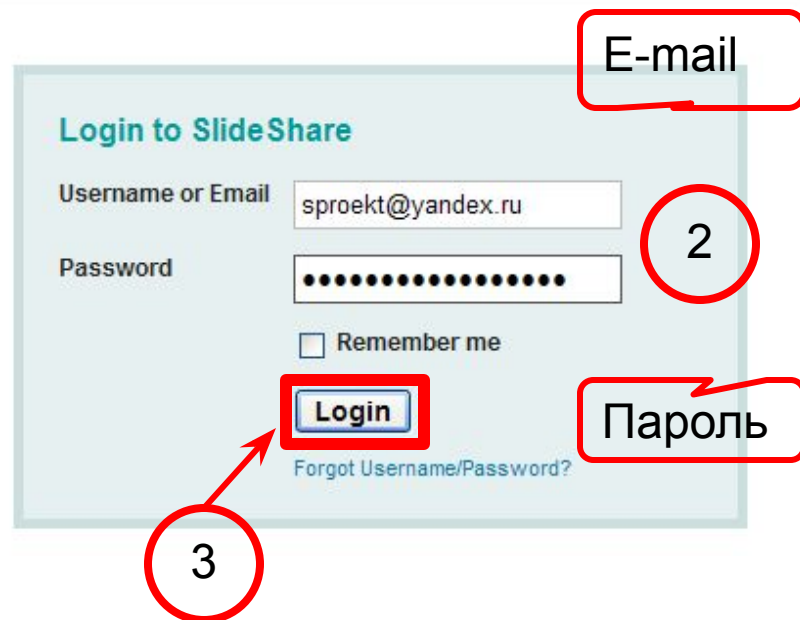 E-mail
Login to SlideShare
Username or Email
sproekt@yandex.ru
2
Password
••••••••••••••••••
Remember me
Login
Пароль
Forgot Username/Password?
3